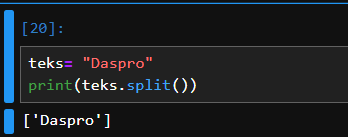 [20]:
teks= "Daspro"
print(teks.split())
['Daspro']